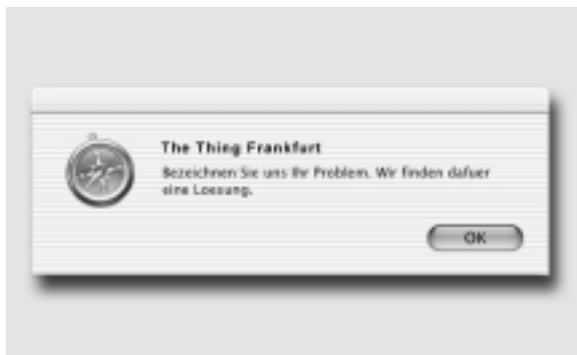 The Thing Frankfurt
Bezeichnen Sie uns Ihr Problem. Wir finden dafuer
eine Loesung.
OK